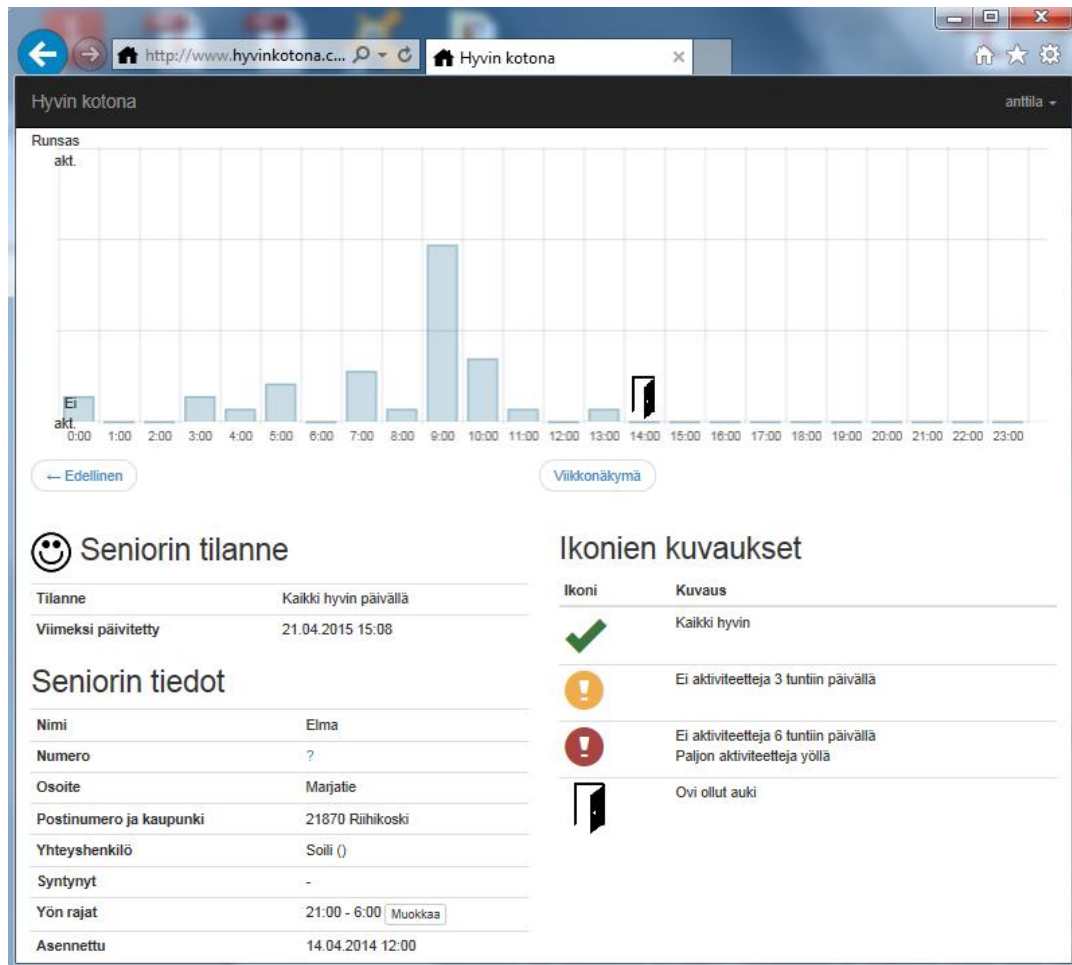 http://www.hyvinkotona.c...
Hyvin kotona
Hyvin kotona
anttila
Runsas
akt.
Ei
akt.
0:00 1:00 2:00 3:00 4:00 5:00 6:00 7:00 8:00 9:00 10:00 11:00 12:00 13:00 14:00 15:00 16:00 17:00 18:00 19:00 20:00 21:00 22:00 23:00
← Edellinen
Viikkonäkymä
Seniorin tilanne
Tilanne Kaikki hyvin päivällä
Viimeksi päivitetty 21.04.2015 15:08
Seniorin tiedot
Nimi Elma
Numero ?
Osoite Marjatie
Postinumero ja kaupunki 21870 Riihikoski
Yhteyshenkilö Soili ()
Syntynyt -
Yön rajat 21:00 - 6:00 Muokkaa
Asennettu 14.04.2014 12:00
Ikonien kuvaukset
Ikoni Kuvaus
Kaikki hyvin
Ei aktiviteetteja 3 tuntiin päivällä
Ei aktiviteetteja 6 tuntiin päivällä
Paljon aktiviteetteja yöllä
Ovi ollut auki